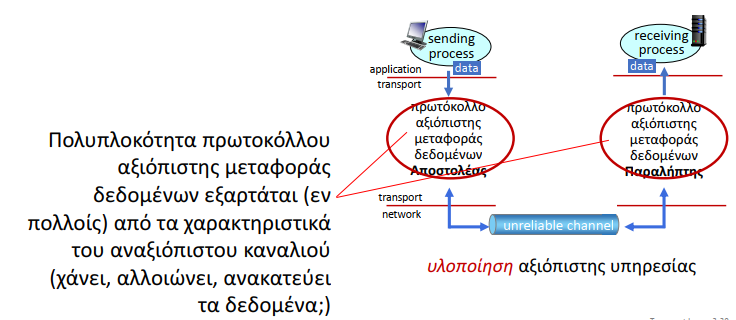 sending
process
data
receiving
process
data
application
transport
πρωτόκολλο
αξιόπιστης
μεταφοράς
δεδομένων
Αποστολέας
πρωτόκολλο
αξιόπιστης
μεταφοράς
δεδομένων
Παραλήπτης
Πολυπλοκότητα πρωτοκόλλου
αξιόπιστης μεταφοράς
δεδομένων εξαρτάται (εν
πολλοίς) από τα χαρακτηριστικά
του αναξιόπιστου καναλιού
(χάνει, αλλοιώνει, ανακατεύει
τα δεδομένα;)
transport
network
unreliable channel
υλοποίηση αξιόπιστης υπηρεσίας